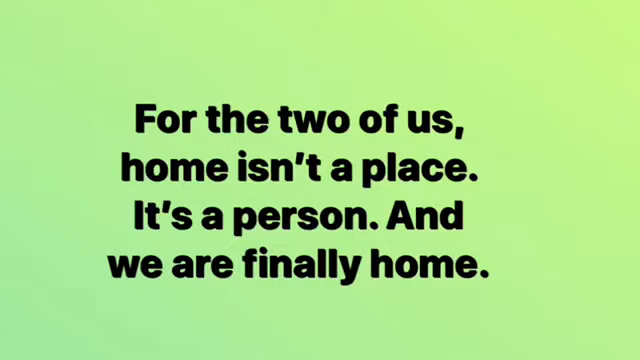 For the two of us,
home isn’t a place.
It’s a person. And
we are finally home.